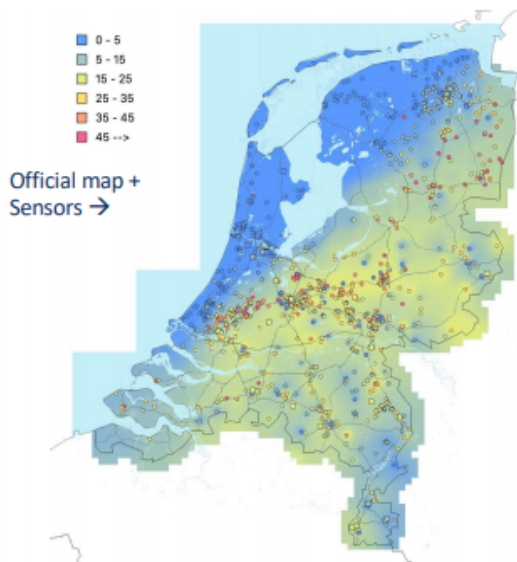 0 - 5
5 - 15
15 - 25
25 - 35
35 - 45
45 -->
Official map +
Sensors →